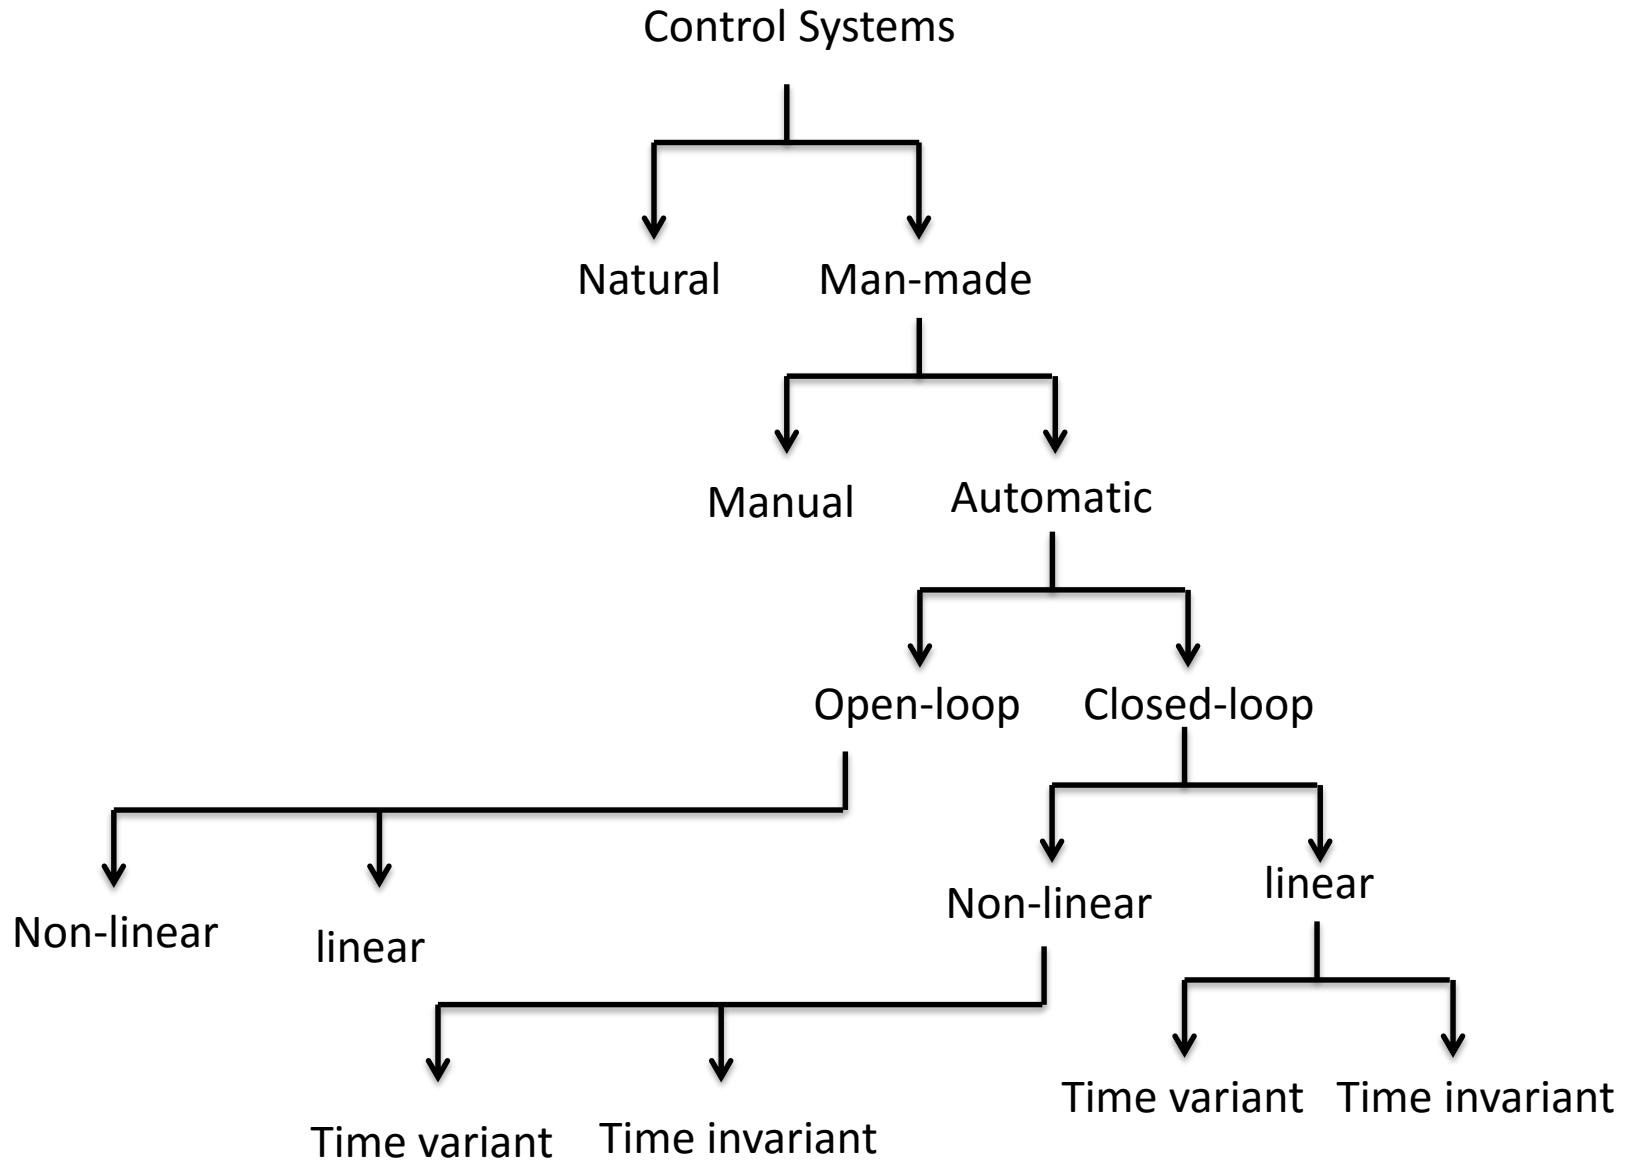 Control Systems
Natural
Man-made
Manual
Automatic
Open-loop
Closed-loop
Non-linear
linear
Non-linear
linear
Time variant
Time invariant
Time variant
Time invariant